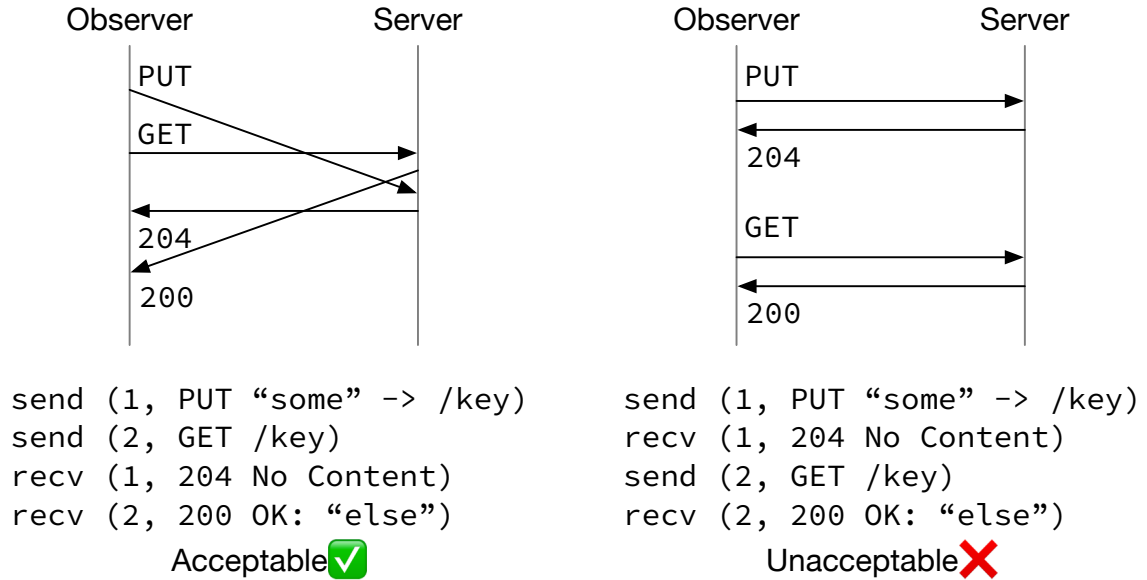 Observer Server
PUT
GET
204
200
send (1, PUT “some” -> /key)
send (2, GET /key)
recv (1, 204 No Content)
recv (2, 200 OK: “else”)
Acceptable✅
Observer Server
PUT
204
GET
200
send (1, PUT “some” -> /key)
recv (1, 204 No Content)
send (2, GET /key)
recv (2, 200 OK: “else”)
Unacceptable❌